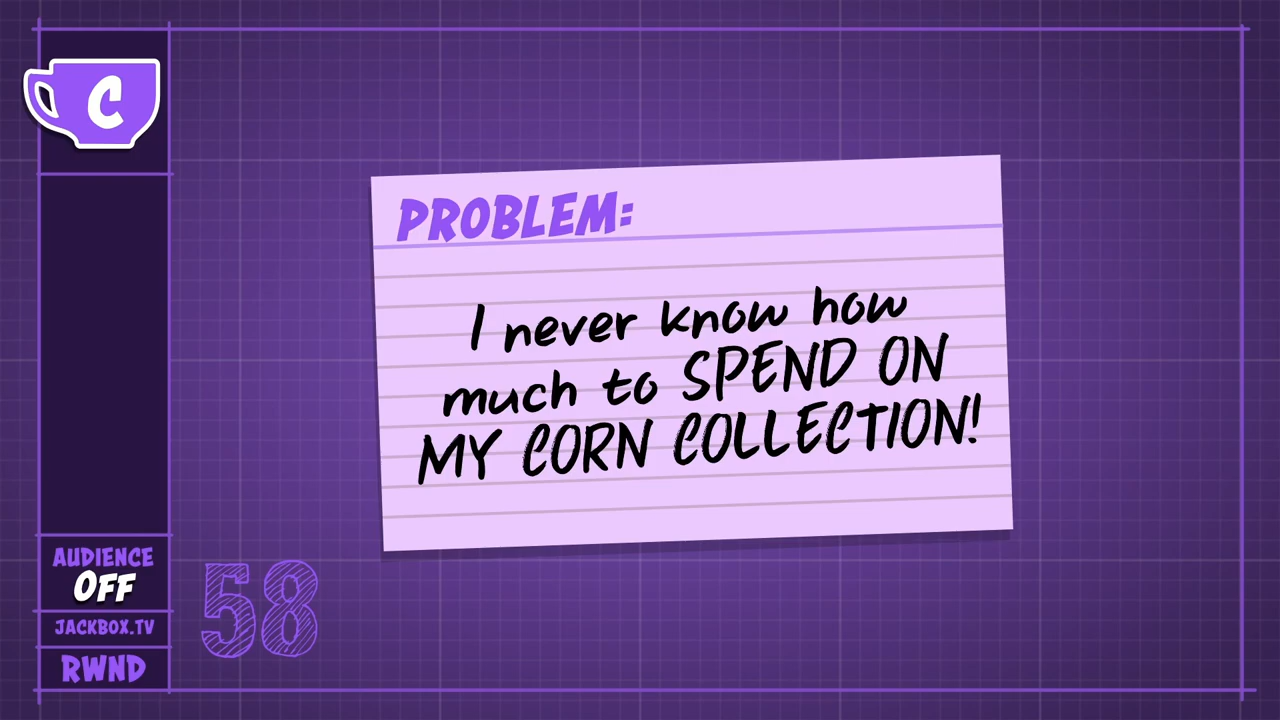 C
PROBLEM:
I never know how
much to SPEND ON
MY CORN COLLECTION!
AUDIENCE
OFF
JACKBOX.TV
RWND
58